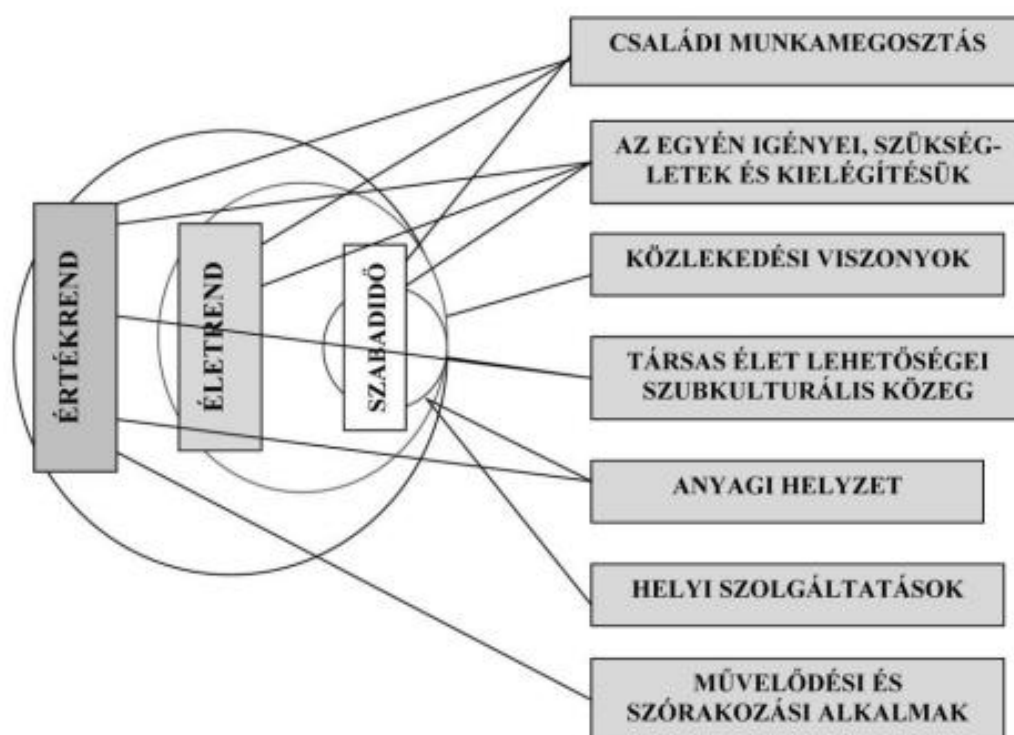 CSALÁDI MUNKAMEGOSZTÁS
AZ EGYÉN IGÉNYEI, SZÜKSÉG-
LETEK ÉS KIELÉGÍTÉSÜK
KÖZLEKEDÉSI VISZONYOK
TÁRSAS ÉLET LEHETŐSÉGEI
SZUBKULTURÁLIS KÖZEG
ANYAGI HELYZET
HELYI SZOLGÁLTATÁSOK
MŰVELŐDÉSI ÉS
SZÓRAKOZÁSI ALKALMAK
ÉRTÉKREND
ÉLETREND
SZABADIDŐ